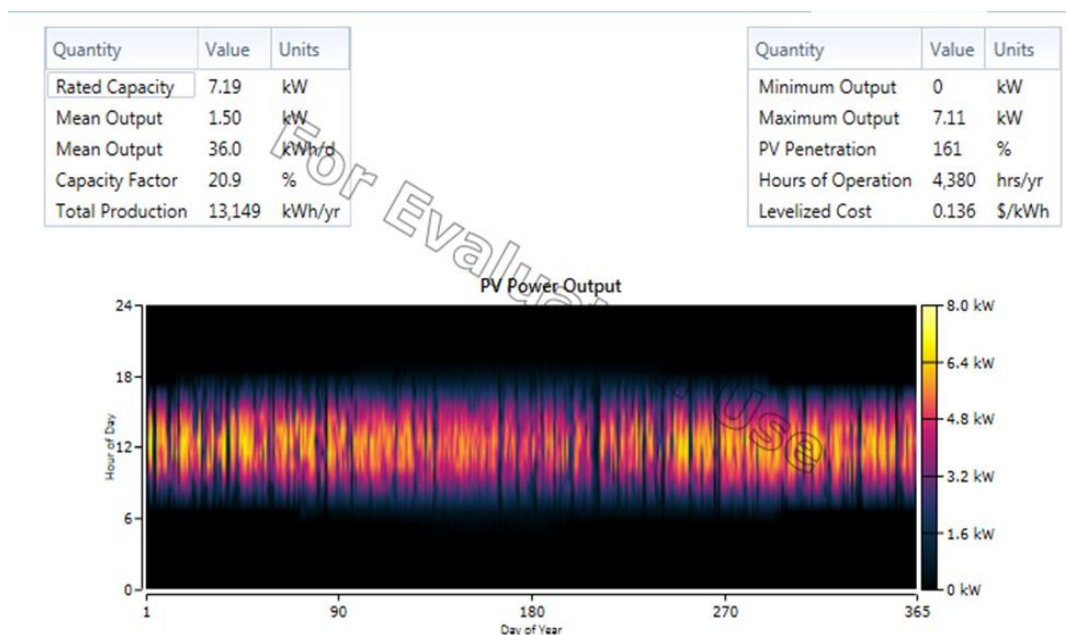 Quantity Value Units
Rated Capacity 7.19 kW
Mean Output 1.50 kW
Mean Output 36.0 kWh/d
Capacity Factor 20.9 %
Total Production 13,149 kWh/yr
Quantity Value Units
Minimum Output 0 kW
Maximum Output 7.11 kW
PV Penetration 161 %
Hours of Operation 4,380 hrs/yr
Levelized Cost 0.136 $/kWh
For Evaluat
Use
PV Power Output
24
18
12
6
0
Hour of Day
1 90 180 270 365
Day of Year
8.0 kW
6.4 kW
4.8 kW
3.2 kW
1.6 kW
0 kW